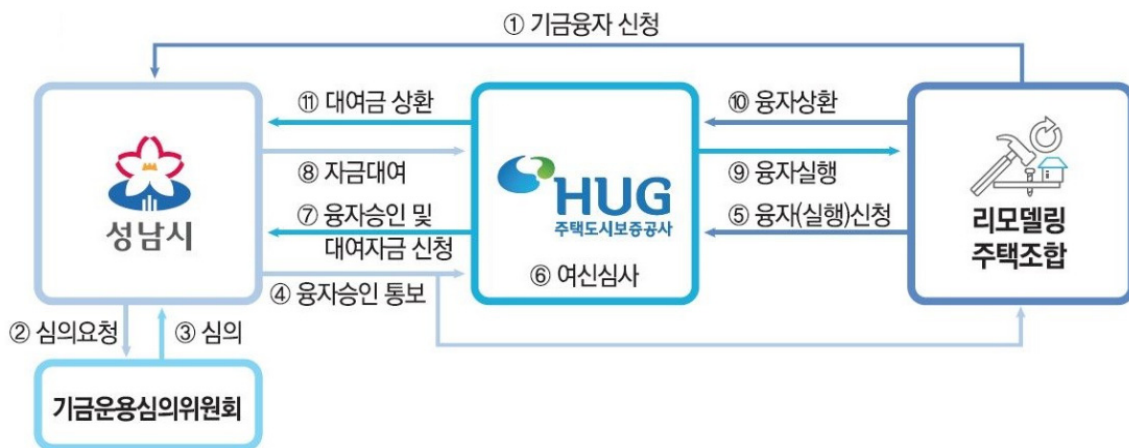 ① 기금융자 신청
⑪ 대여금 상환
⑩ 융자상환
⑧ 자금대여
⑨ 융자실행
성남시
HUG
주택도시보증공사
⑦ 융자승인 및
대여자금 신청
⑤ 융자(실행)신청
리모델링
주택조합
⑥ 여신심사
④ 융자승인 통보
② 심의요청
③ 심의
기금운용심의위원회